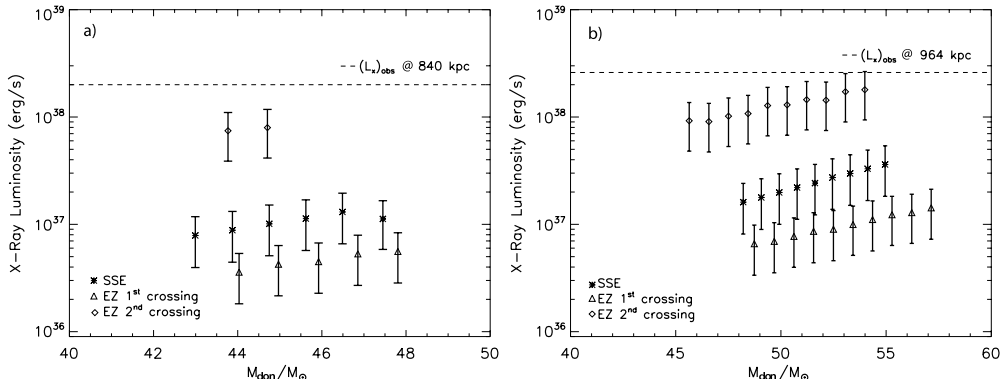 a)
10³⁹
10³⁸
10³⁷
10³⁶
X-Ray Luminosity (erg/s)
(Lₓ)obs @ 840 kpc
SSE
EZ 1st crossing
EZ 2nd crossing
40 42 44 46 48 50
Mdon/M⊙
b)
10³⁹
10³⁸
10³⁷
10³⁶
X-Ray Luminosity (erg/s)
(Lₓ)obs @ 964 kpc
SSE
EZ 1st crossing
EZ 2nd crossing
40 45 50 55 60
Mdon/M⊙